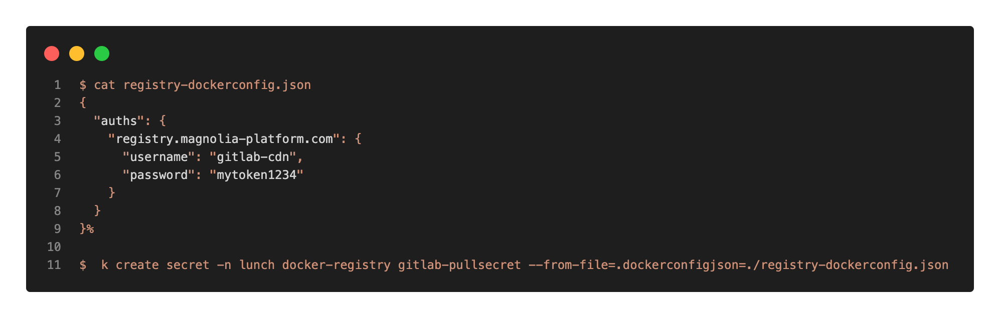 1 $ cat registry-dockerconfig.json
2 {
3   "auths": {
4     "registry.magnolia-platform.com": {
5       "username": "gitlab-cdn",
6       "password": "mytoken1234"
7     }
8   }
9 }%
10
11 $  k create secret -n lunch docker-registry gitlab-pullsecret --from-file=.dockerconfigjson=./registry-dockerconfig.json